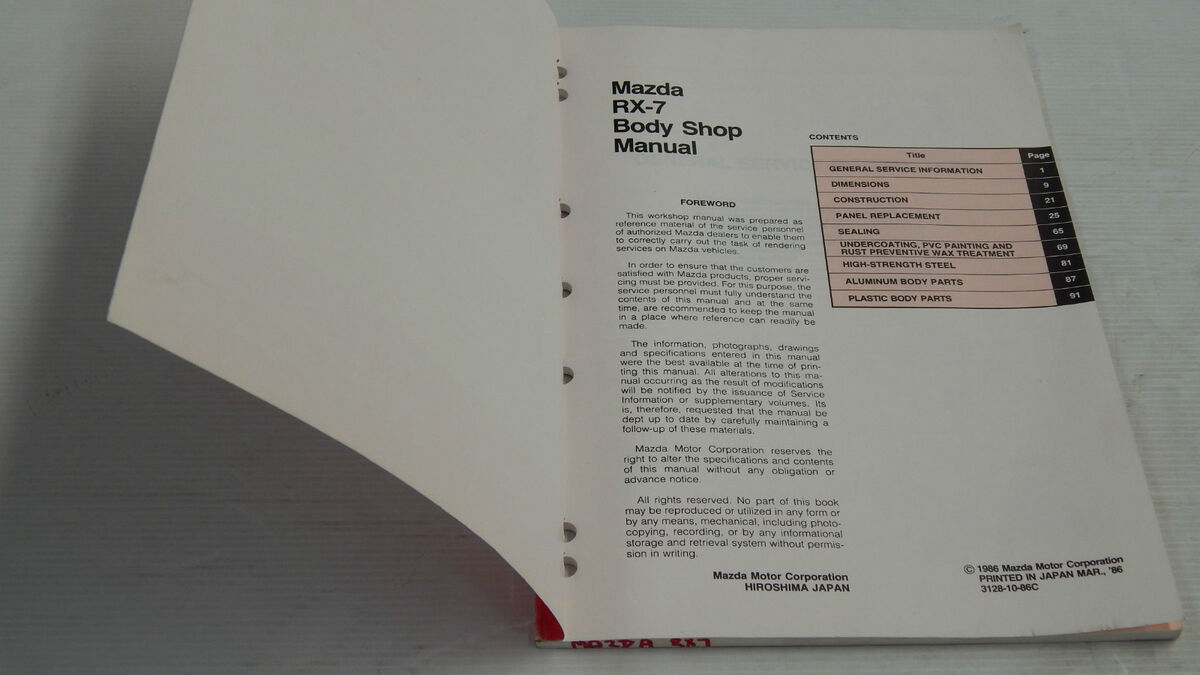 Mazda
RX-7
Body Shop
Manual
FOREWORD
This workshop manual was prepared as
reference material of the service personnel
of authorized Mazda dealers to enable them
to correctly carry out the task of rendering
services on Mazda vehicles.
In order to ensure that the customers are
satisfied with Mazda products, proper servi-
cing must be provided. For this purpose, the
service personnel must fully understand the
contents of this manual and at the same
time, are recommended to keep the manual
in a place where reference can readily be
made.
The information, photographs, drawings
and specifications entered in this manual
were the best available at the time of prin-
ting this manual. All alterations to this ma-
nual occurring as the result of modifications
will be notified by the issuance of Service
Information or supplementary volumes. Its
is, therefore, requested that the manual be
dept up to date by carefully maintaining a
follow-up of these materials.
Mazda Motor Corporation reserves the
right to alter the specifications and contents
of this manual without any obligation or
advance notice.
All rights reserved. No part of this book
may be reproduced or utilized in any form or
by any means, mechanical, including photo-
copying, recording, or by any informational
storage and retrieval system without permis-
sion in writing.
Mazda Motor Corporation
HIROSHIMA JAPAN
CONTENTS
Title Page
GENERAL SERVICE INFORMATION 1
DIMENSIONS 9
CONSTRUCTION 21
PANEL REPLACEMENT 25
SEALING 65
UNDERCOATING, PVC PAINTING AND
RUST PREVENTIVE WAX TREATMENT 69
HIGH-STRENGTH STEEL 81
ALUMINUM BODY PARTS 87
PLASTIC BODY PARTS 91
© 1986 Mazda Motor Corporation
PRINTED IN JAPAN MAR., '86
3128-10-86C
MAZDA RX7